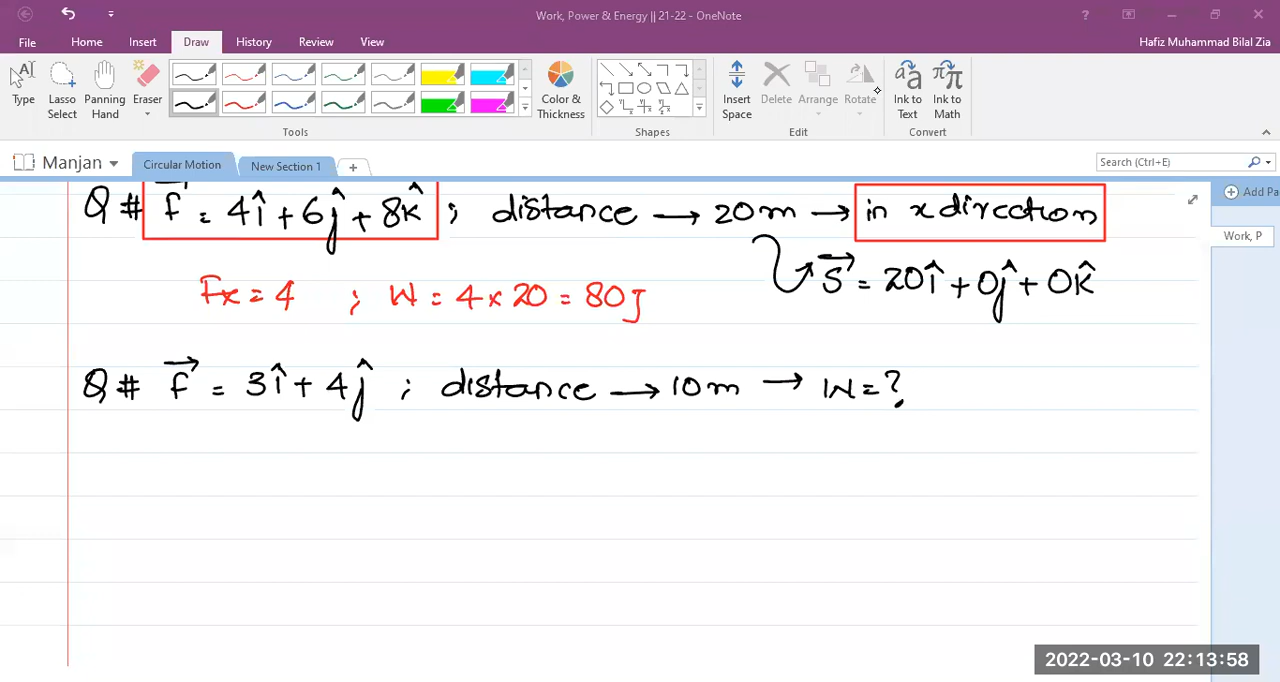 Work, Power & Energy || 21-22 - OneNote
?
Hafiz Muhammad Bilal Zia
File Home Insert Draw History Review View
Type
Lasso Select
Panning Hand
Eraser
Color & Thickness
Insert Space
Delete
Arrange
Rotate
Ink to Text
Ink to Math
Tools
Shapes
Edit
Convert
Manjan
Circular Motion
New Section 1
Search (Ctrl+E)
Add Pa
Work, P
Q # F⃗ = 4î + 6ĵ + 8k̂ ; distance → 20m → in x direction
S⃗ = 20î + 0ĵ + 0k̂
Fx = 4 ; W = 4 × 20 = 80J
Q # F⃗ = 3î + 4ĵ ; distance → 10m → W = ?
2022-03-10 22:13:58